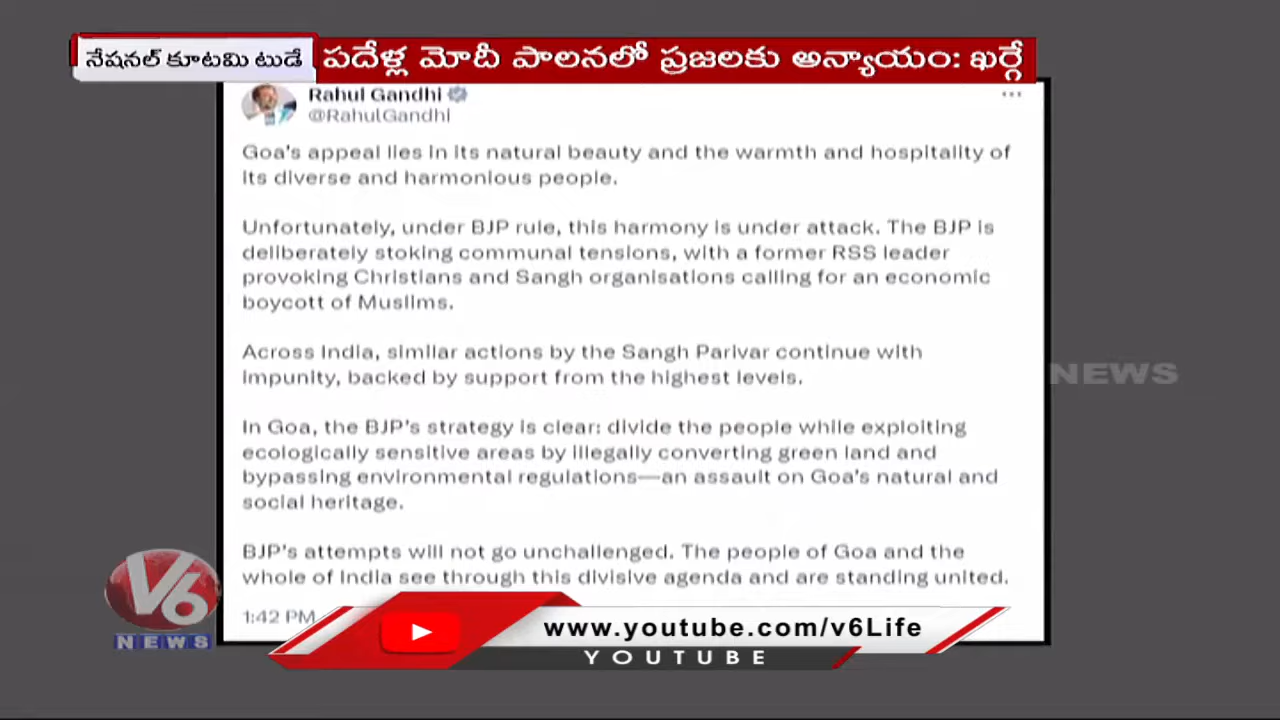 నేషనల్ కూటమి టుడే
పదేళ్ల మోదీ పాలనలో ప్రజలకు అన్యాయం: ఖర్గే
Rahul Gandhi
@RahulGandhi
Goa's appeal lies in its natural beauty and the warmth and hospitality of
its diverse and harmonious people.
Unfortunately, under BJP rule, this harmony is under attack. The BJP is
deliberately stoking communal tensions, with a former RSS leader
provoking Christians and Sangh organisations calling for an economic
boycott of Muslims.
Across India, similar actions by the Sangh Parivar continue with
impunity, backed by support from the highest levels.
In Goa, the BJP's strategy is clear: divide the people while exploiting
ecologically sensitive areas by illegally converting green land and
bypassing environmental regulations—an assault on Goa's natural and
social heritage.
BJP's attempts will not go unchallenged. The people of Goa and the
whole of India see through this divisive agenda and are standing united.
1:42 PM
NEWS
V6
NEWS
www.youtube.com/v6Life
YOUTUBE